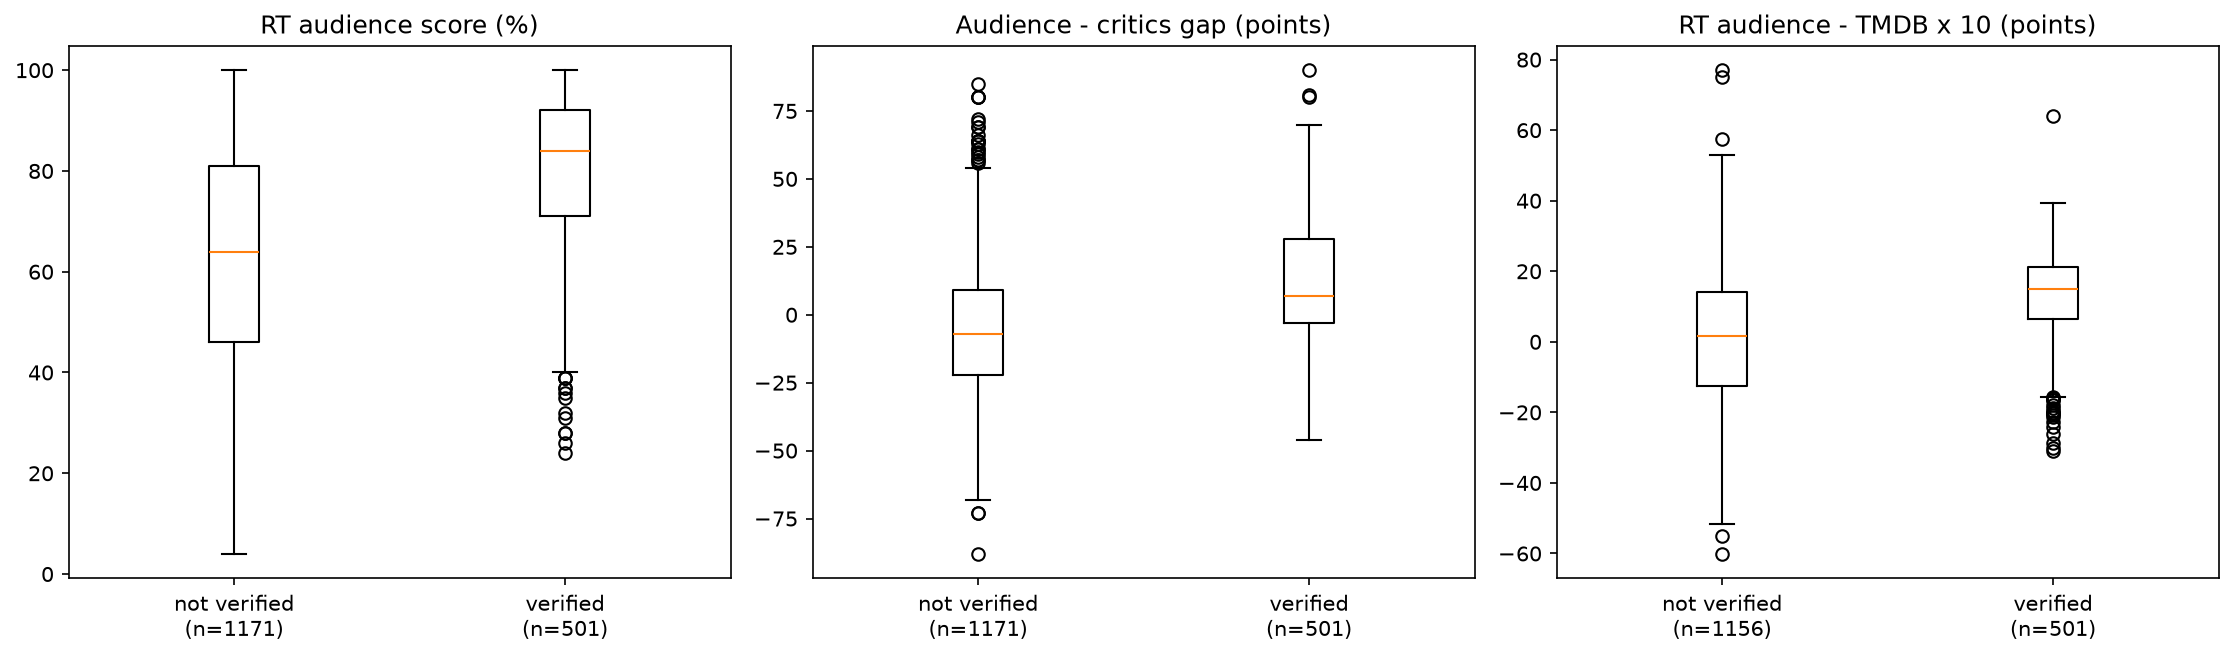 RT audience score (%)
100
80
60
40
20
0
not verified
(n=1171)
verified
(n=501)
Audience - critics gap (points)
75
50
25
0
−25
−50
−75
not verified
(n=1171)
verified
(n=501)
RT audience - TMDB x 10 (points)
80
60
40
20
0
−20
−40
−60
not verified
(n=1156)
verified
(n=501)